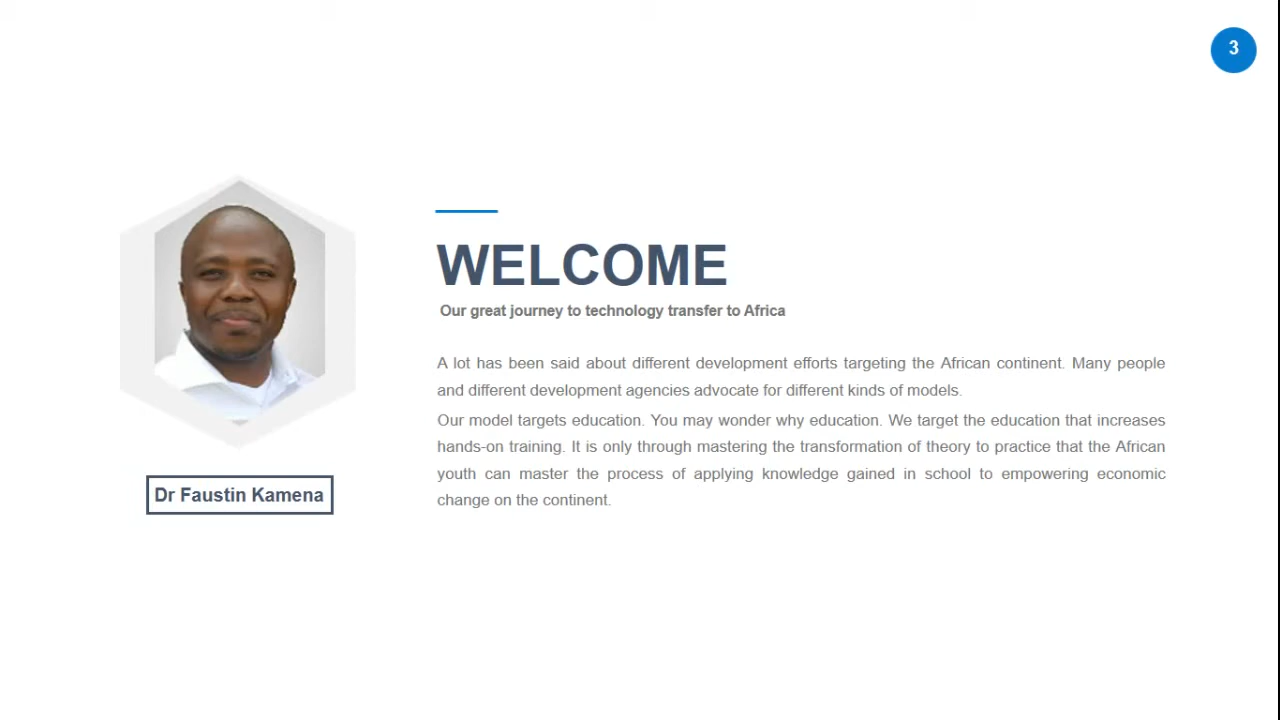 3
WELCOME
Our great journey to technology transfer to Africa
A lot has been said about different development efforts targeting the African continent. Many people
and different development agencies advocate for different kinds of models.
Our model targets education. You may wonder why education. We target the education that increases
hands-on training. It is only through mastering the transformation of theory to practice that the African
youth can master the process of applying knowledge gained in school to empowering economic
change on the continent.
Dr Faustin Kamena